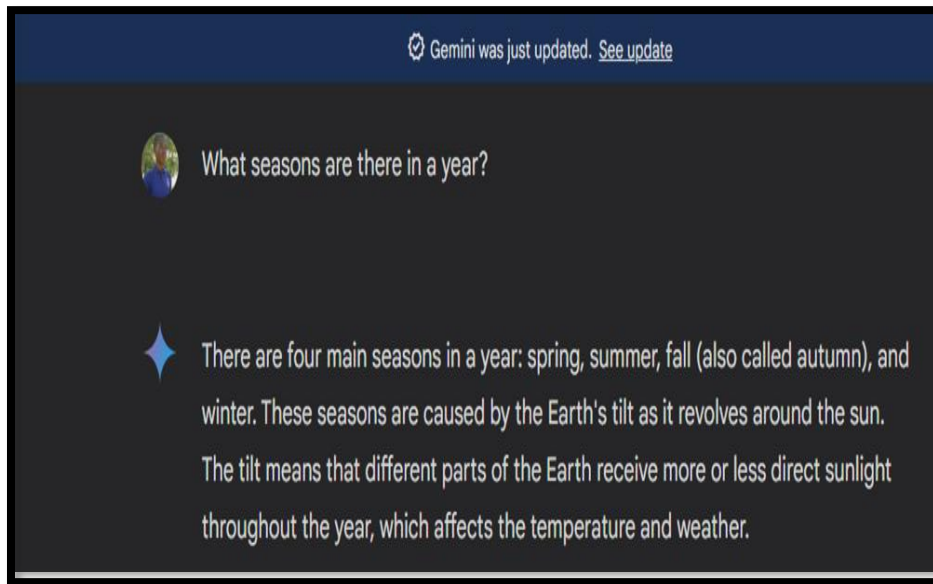 Gemini was just updated. See update
What seasons are there in a year?
There are four main seasons in a year: spring, summer, fall (also called autumn), and
winter. These seasons are caused by the Earth's tilt as it revolves around the sun.
The tilt means that different parts of the Earth receive more or less direct sunlight
throughout the year, which affects the temperature and weather.